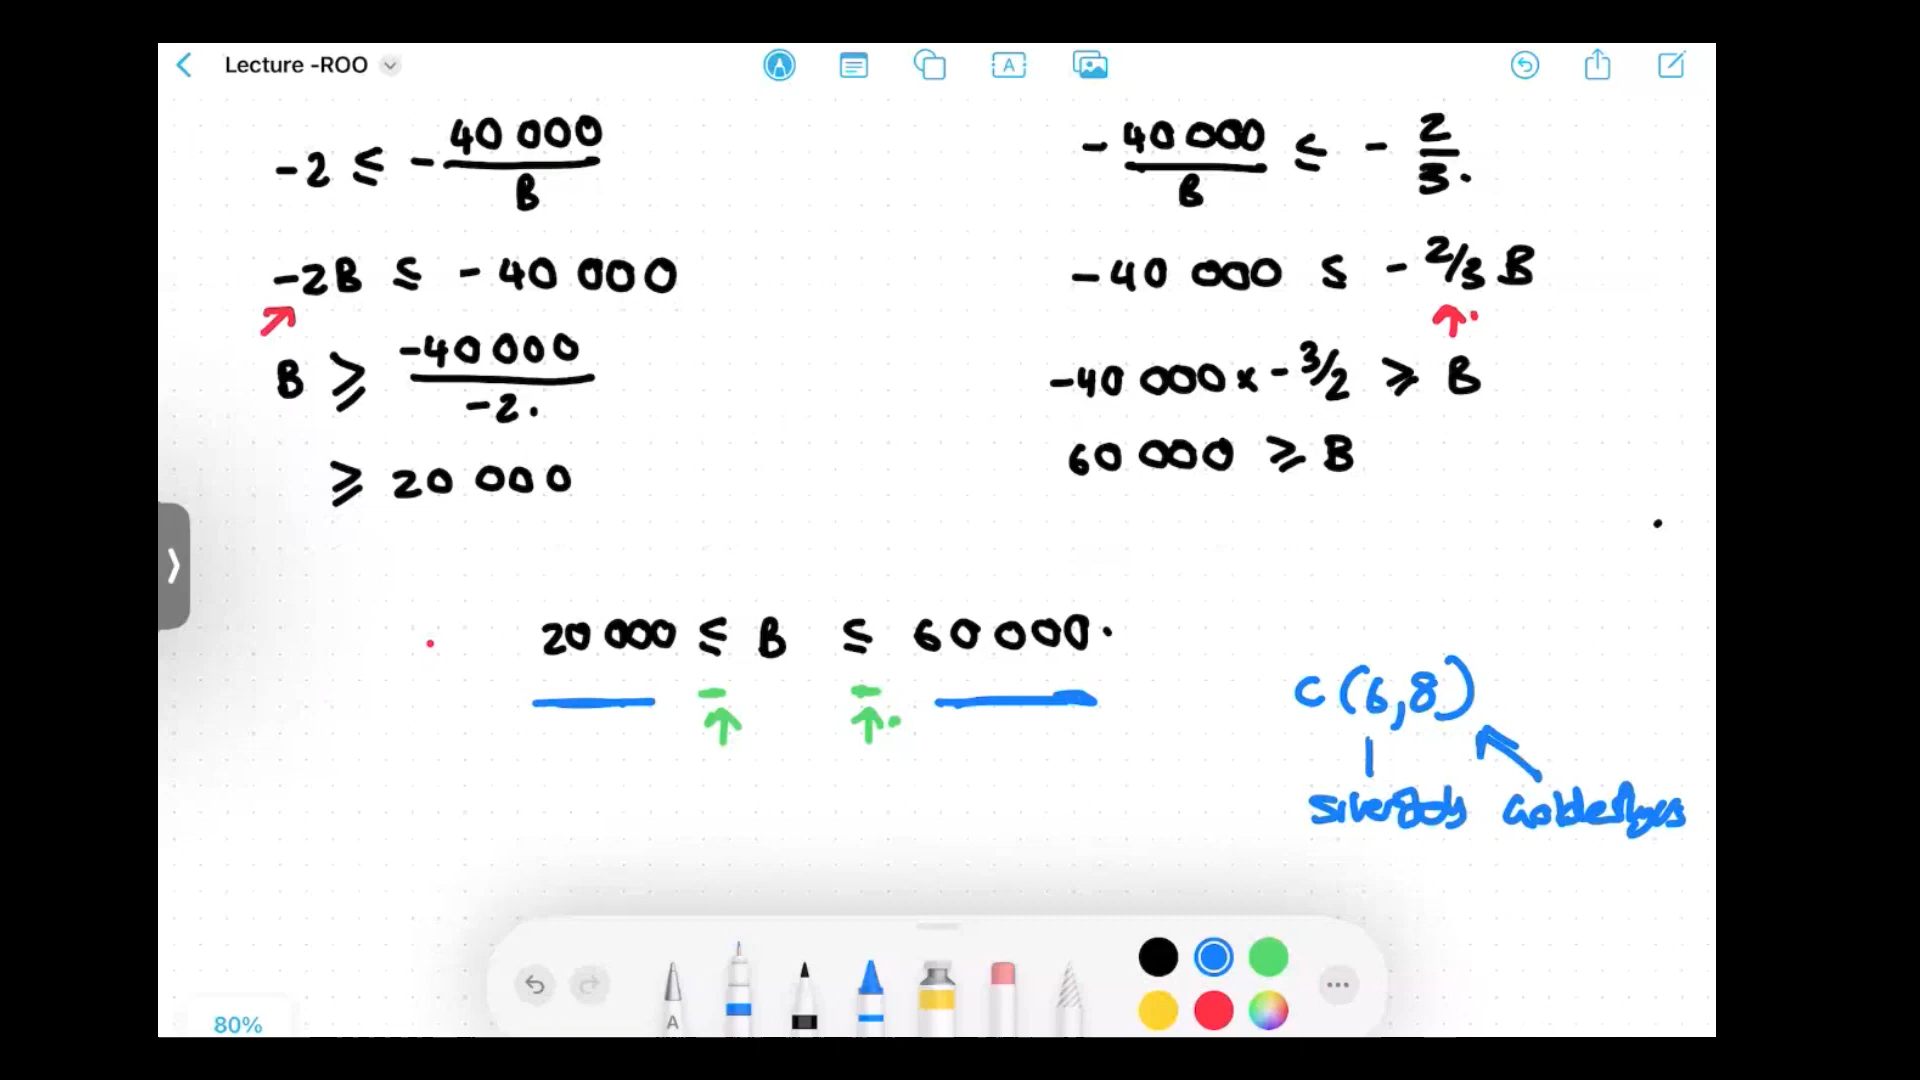 Lecture -ROO
-2 ≤ - 40 000 / B
-2B ≤ - 40 000
B ≥ -40 000 / -2.
≥ 20 000
- 40 000 / B ≤ - 2 / 3.
-40 000 ≤ - 2/3 B
-40 000 x - 3/2 ≥ B
60 000 ≥ B
20 000 ≤ B ≤ 60 000.
C (6,8)
A
80%